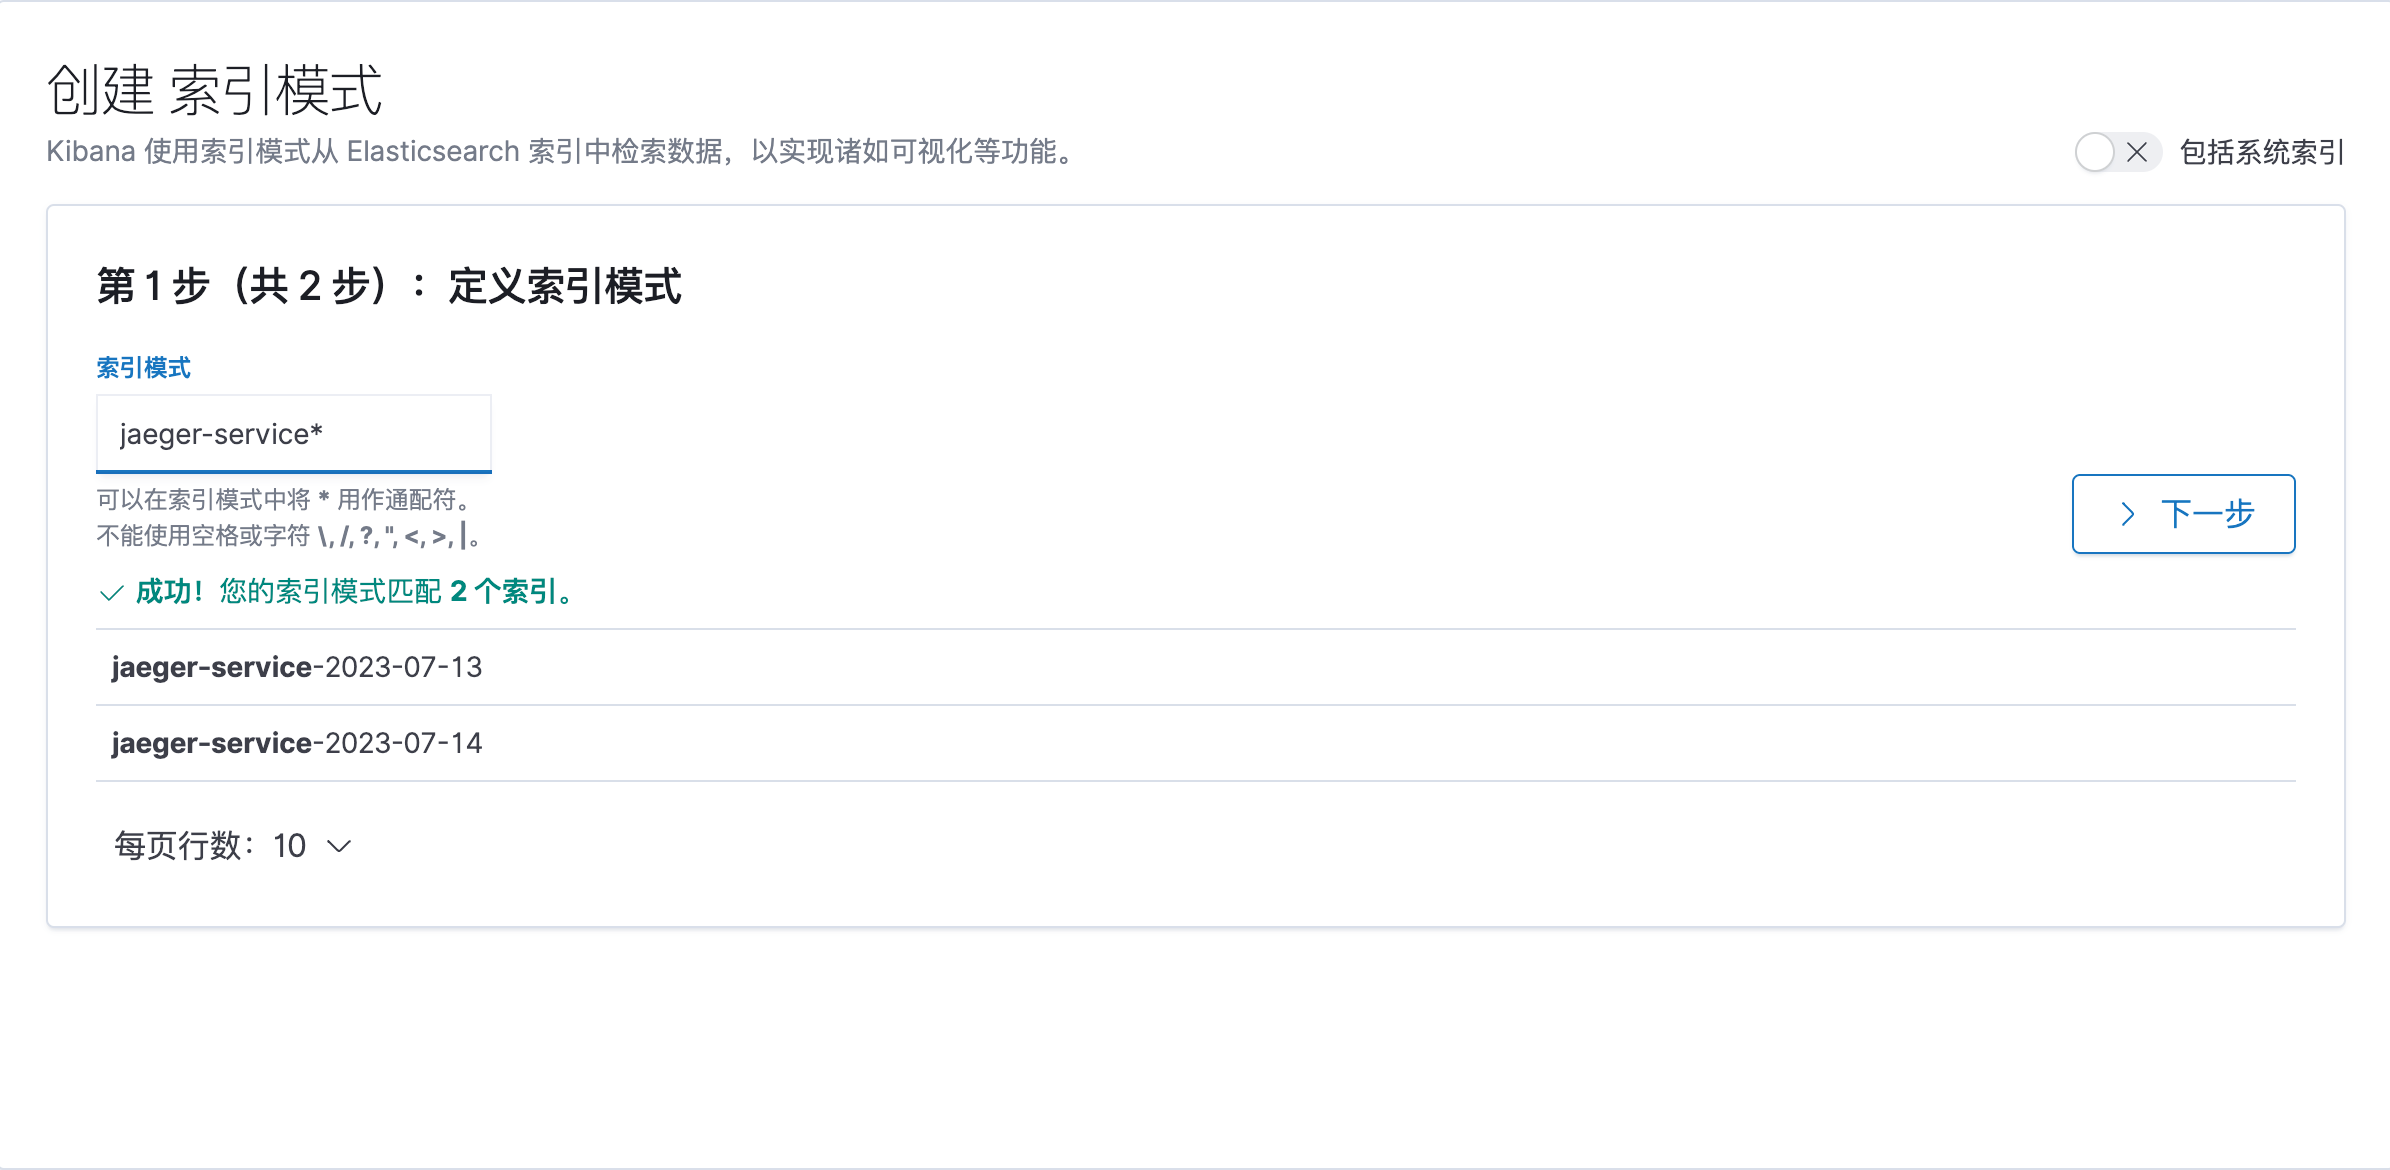 创建 索引模式
Kibana 使用索引模式从 Elasticsearch 索引中检索数据，以实现诸如可视化等功能。
包括系统索引
第 1 步（共 2 步）：定义索引模式
索引模式
jaeger-service*
可以在索引模式中将 * 用作通配符。
不能使用空格或字符 \, /, ?, ", <, >, |。
下一步
成功！您的索引模式匹配 2 个索引。
jaeger-service-2023-07-13
jaeger-service-2023-07-14
每页行数：10